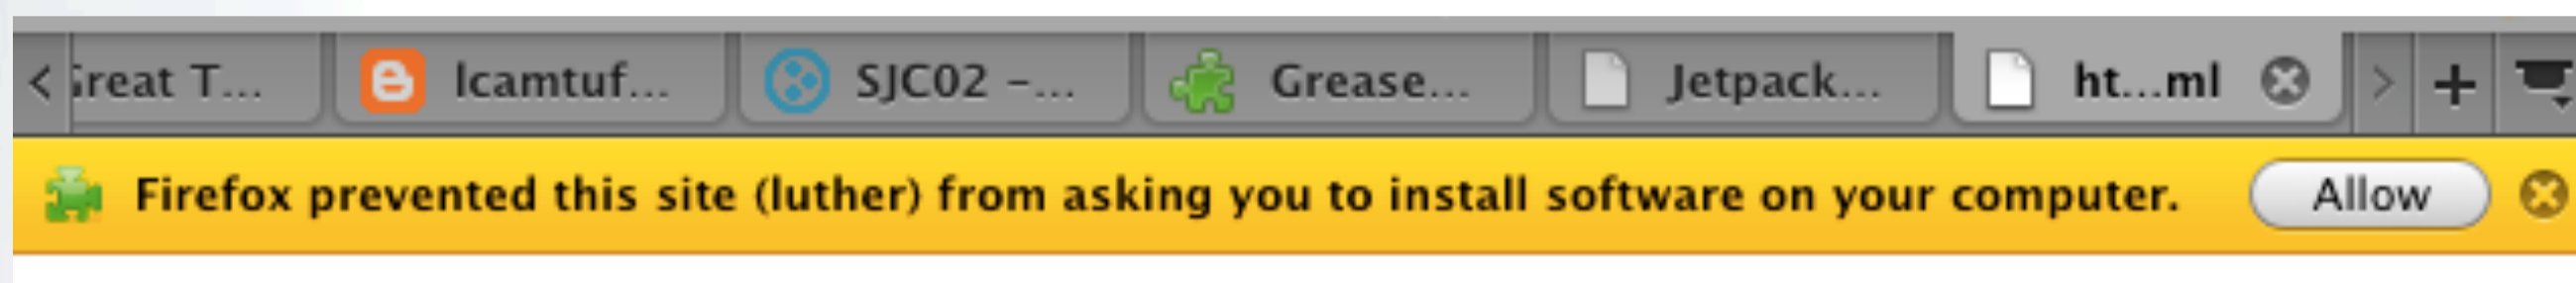 Great T... lcamtuf... SJC02 –... Grease... Jetpack... ht...ml
Firefox prevented this site (luther) from asking you to install software on your computer. Allow